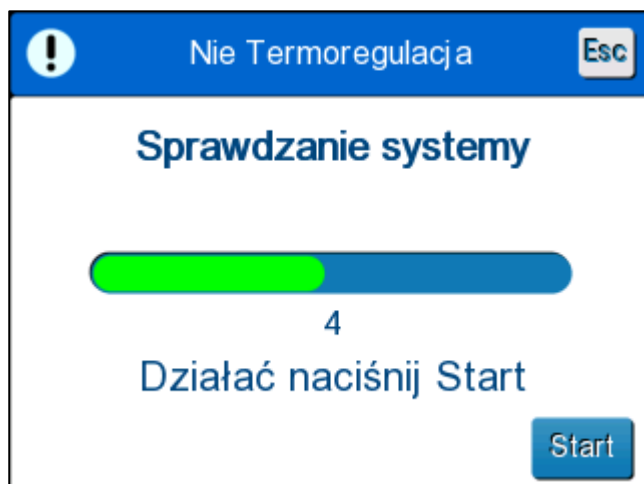 !
Nie Termoregulacja
Esc
Sprawdzanie systemy
4
Działać naciśnij Start
Start